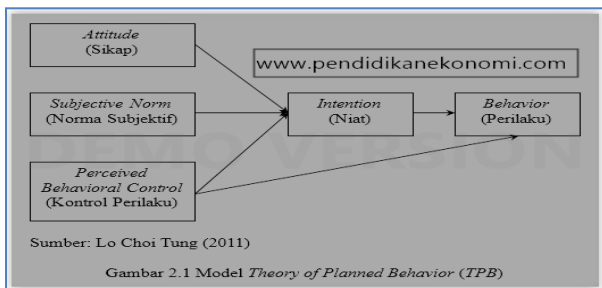 Attitude
(Sikap)
www.pendidikanekonomi.com
Subjective Norm
(Norma Subjektif)
Intention
(Niat)
Behavior
(Perilaku)
DEMO VERSION
Perceived
Behavioral Control
(Kontrol Perilaku)
Sumber: Lo Choi Tung (2011)
Gambar 2.1 Model Theory of Planned Behavior (TPB)